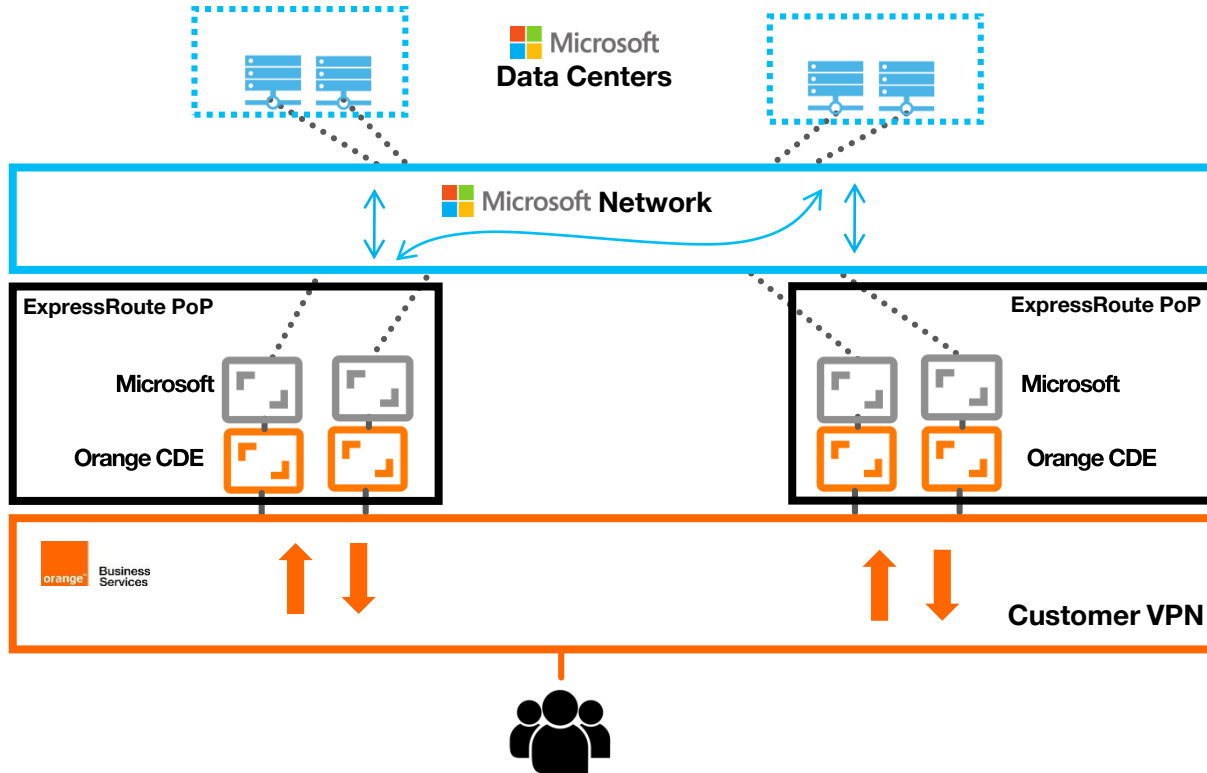 Microsoft
Data Centers
Microsoft Network
ExpressRoute PoP
ExpressRoute PoP
Microsoft
Microsoft
Orange CDE
Orange CDE
orange™
Business
Services
Customer VPN